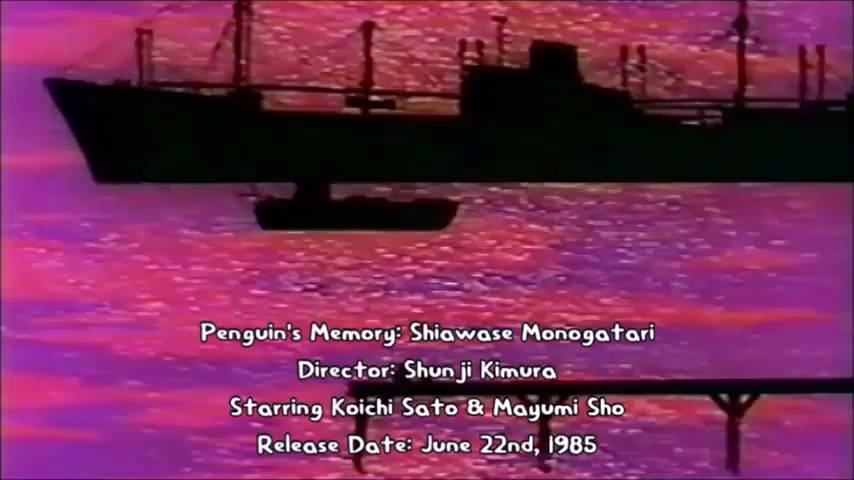 Penguin's Memory: Shiawase Monogatari
Director: Shunji Kimura
Starring Koichi Sato & Mayumi Sho
Release Date: June 22nd, 1985